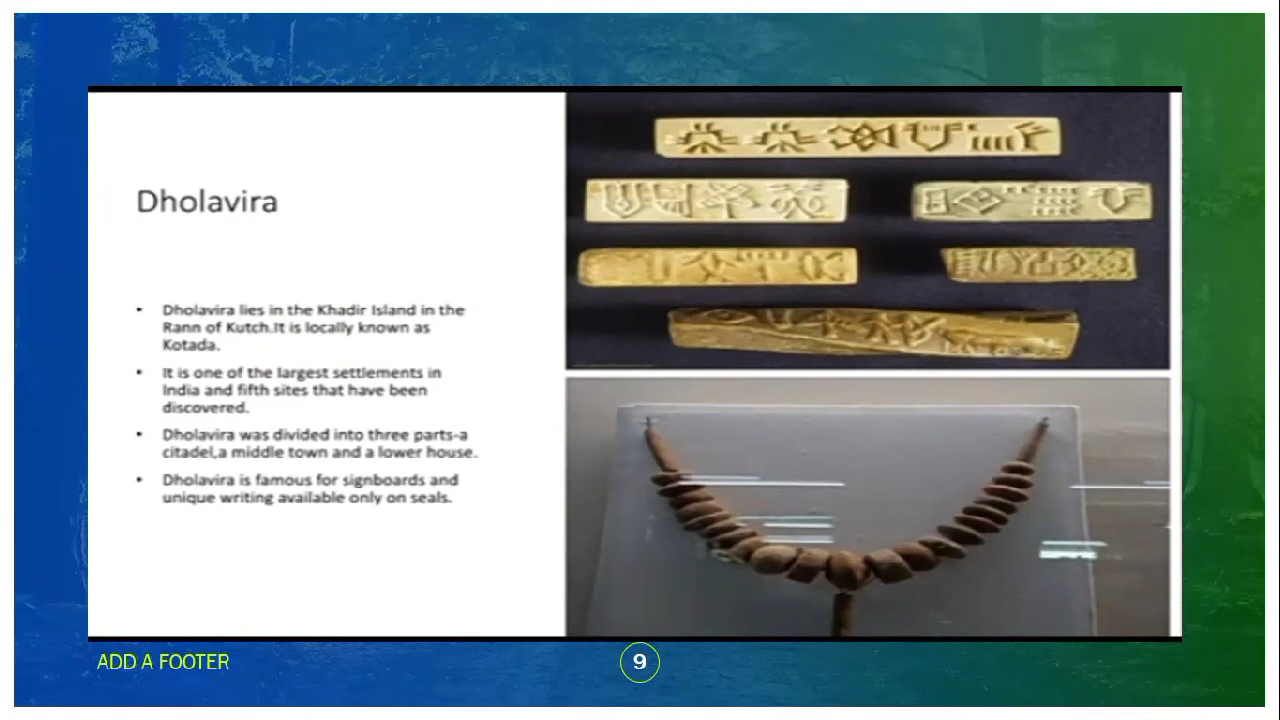 Dholavira
• Dholavira lies in the Khadir Island in the
Rann of Kutch.It is locally known as
Kotada.
• It is one of the largest settlements in
India and fifth sites that have been
discovered.
• Dholavira was divided into three parts-a
citadel,a middle town and a lower house.
• Dholavira is famous for signboards and
unique writing available only on seals.
ADD A FOOTER
9